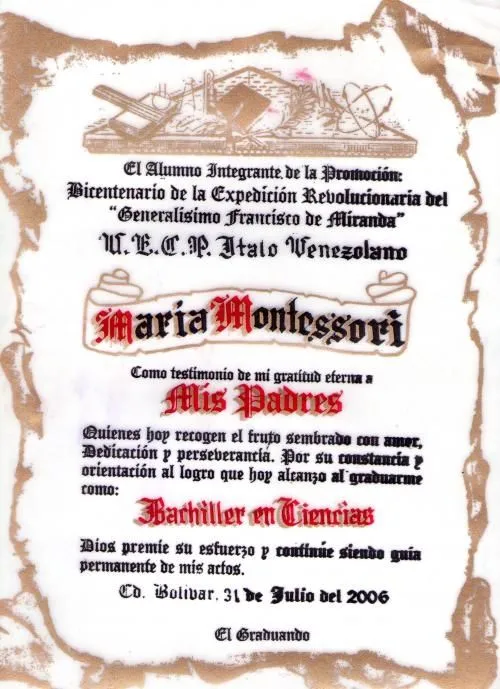 El Alumno Integrante de la Promoción:
Bicentenario de la Expedición Revolucionaria del
"Generalísimo Francisco de Miranda"
U.E.C.P. Italo Venezolano
María Montessori
Como testimonio de mi gratitud eterna a
Mis Padres
Quienes hoy recogen el fruto sembrado con amor,
Dedicación y perseverancia. Por su constancia y
orientación al logro que hoy alcanzo al graduarme
como:
Bachiller en Ciencias
Dios premie su esfuerzo y continúe siendo guía
permanente de mis actos.
Cd. Bolívar, 31 de Julio del 2006
El Graduando